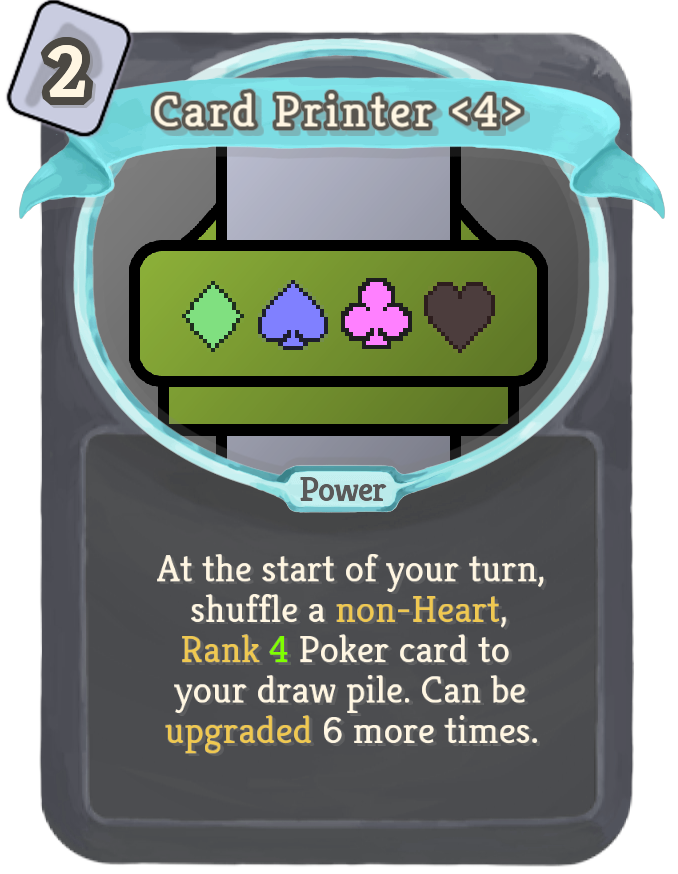 2
Card Printer <4>
Power
At the start of your turn,
shuffle a non-Heart,
Rank 4 Poker card to
your draw pile. Can be
upgraded 6 more times.